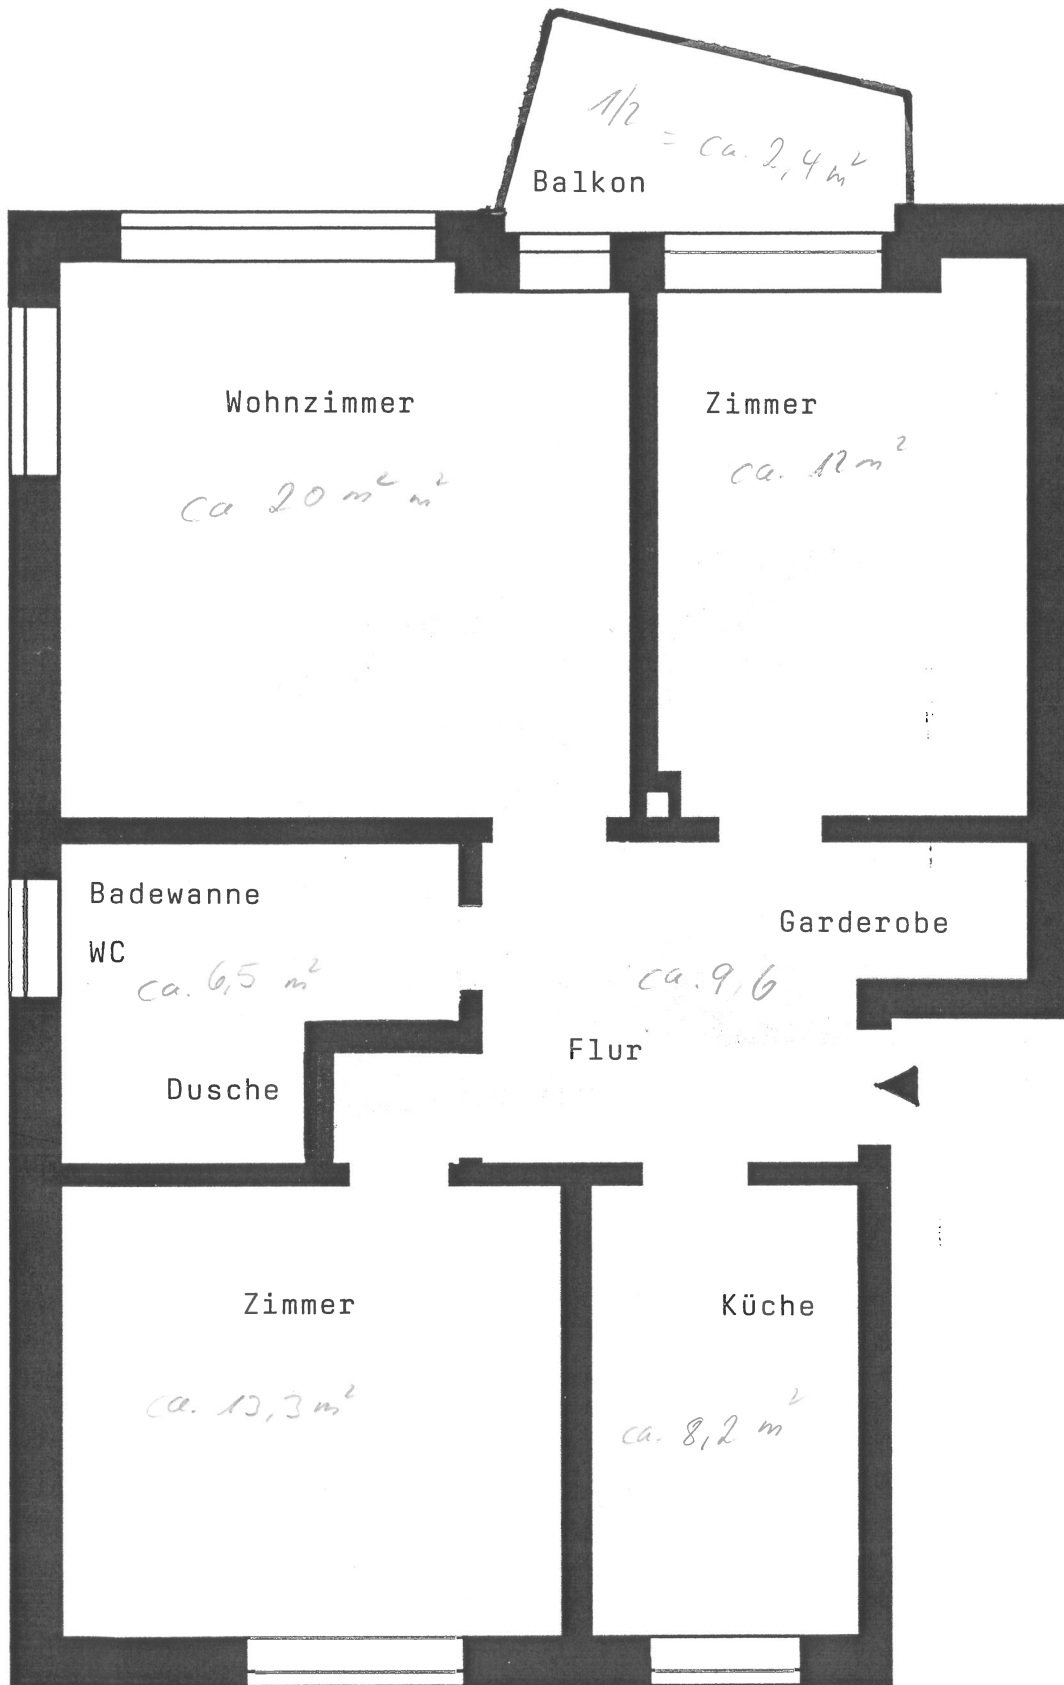 1/2
= ca. 2,4 m²
Balkon
Wohnzimmer
ca 20 m² m²
Zimmer
ca. 12 m²
Badewanne
WC
ca. 6,5 m²
Dusche
Garderobe
ca. 9,6
Flur
Zimmer
ca. 13,3 m²
Küche
ca. 8,2 m²